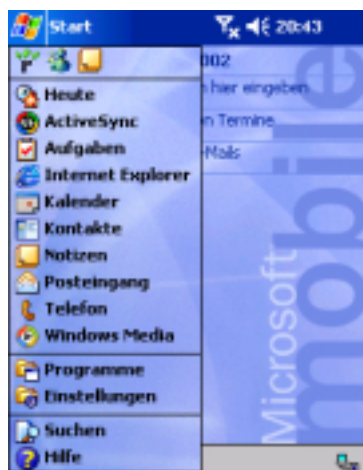 Start 20:43
002
Heute
hier eingeben
ActiveSync
Termine
Aufgaben
-Mails
Internet Explorer
Kalender
Kontakte
Notizen
Posteingang
Telefon
Windows Media
Programme
Einstellungen
Suchen
Hilfe
Microsoft
mobile